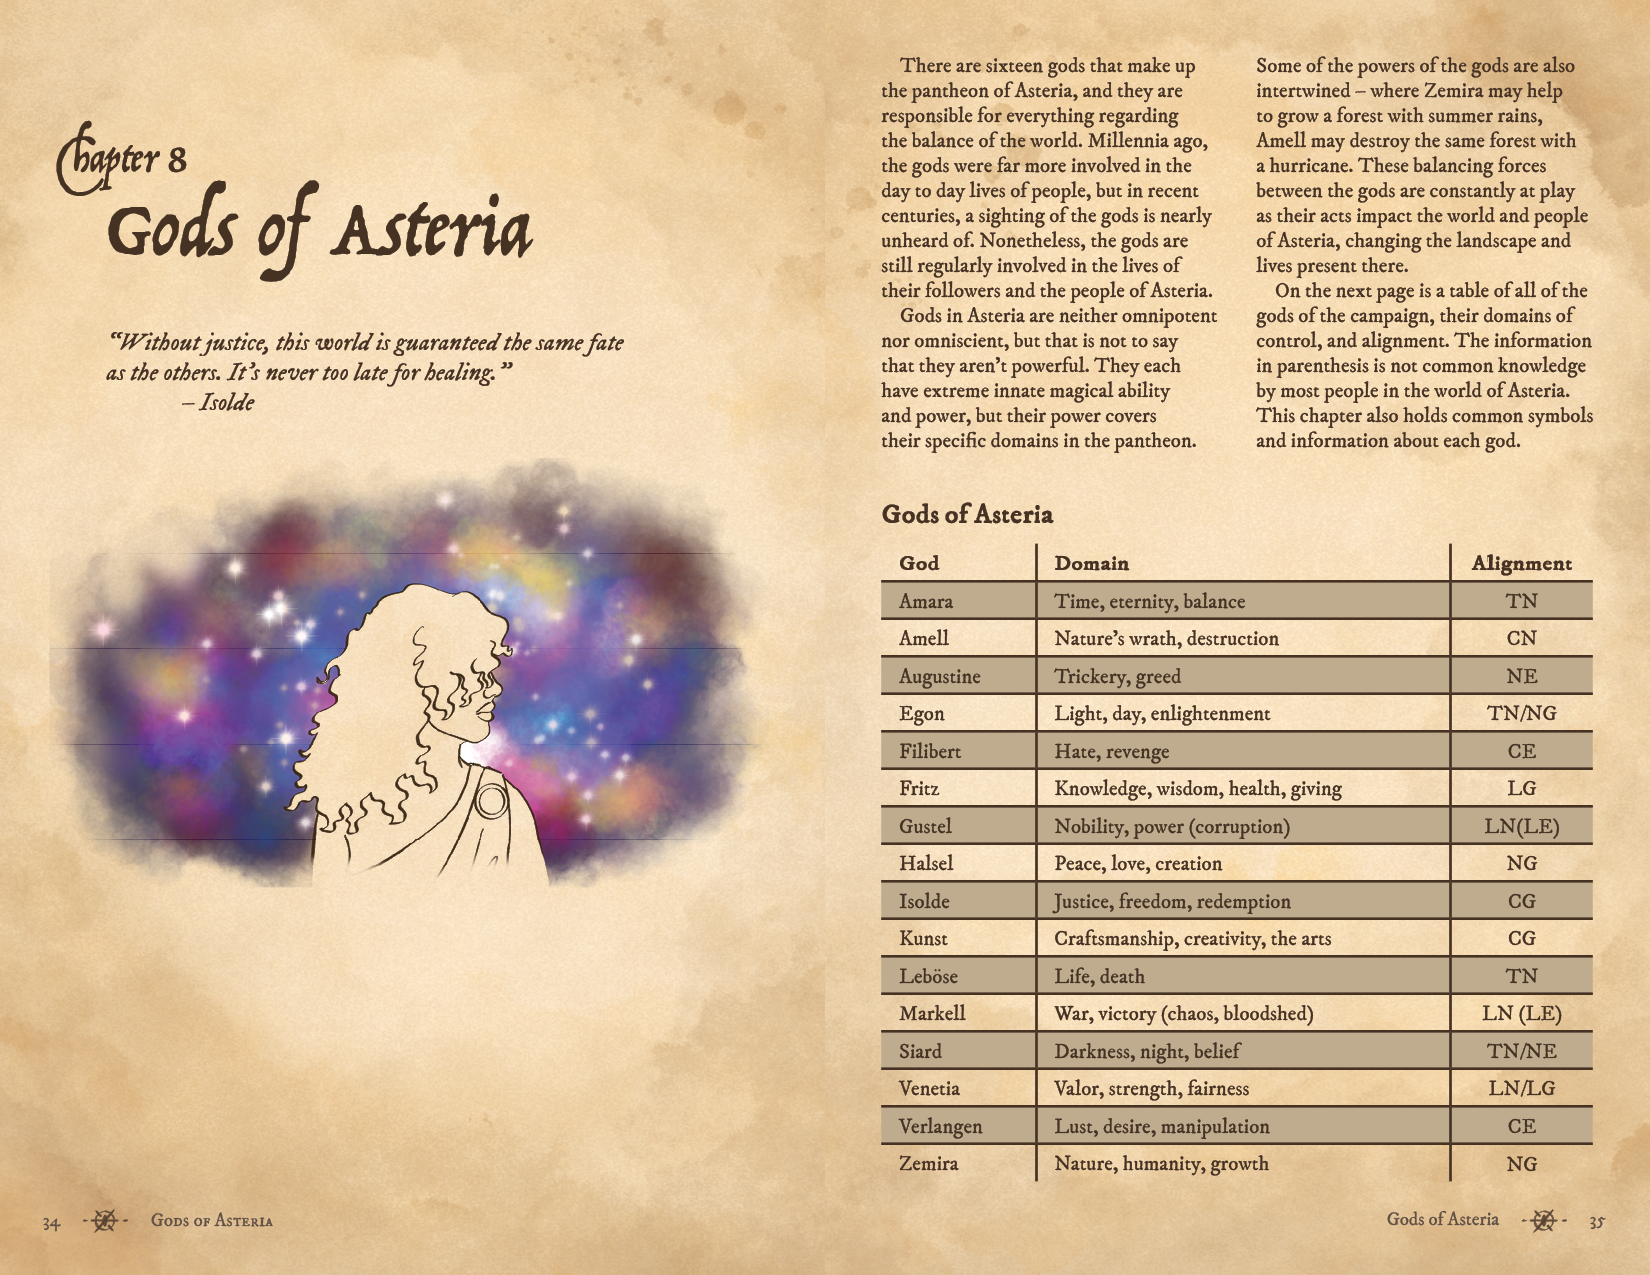 Chapter 8
Gods of Asteria
“Without justice, this world is guaranteed the same fate
as the others. It’s never too late for healing.”
– Isolde
34
Gods of Asteria
There are sixteen gods that make up
the pantheon of Asteria, and they are
responsible for everything regarding
the balance of the world. Millennia ago,
the gods were far more involved in the
day to day lives of people, but in recent
centuries, a sighting of the gods is nearly
unheard of. Nonetheless, the gods are
still regularly involved in the lives of
their followers and the people of Asteria.
Gods in Asteria are neither omnipotent
nor omniscient, but that is not to say
that they aren’t powerful. They each
have extreme innate magical ability
and power, but their power covers
their specific domains in the pantheon.
Some of the powers of the gods are also
intertwined – where Zemira may help
to grow a forest with summer rains,
Amell may destroy the same forest with
a hurricane. These balancing forces
between the gods are constantly at play
as their acts impact the world and people
of Asteria, changing the landscape and
lives present there.
On the next page is a table of all of the
gods of the campaign, their domains of
control, and alignment. The information
in parenthesis is not common knowledge
by most people in the world of Asteria.
This chapter also holds common symbols
and information about each god.
Gods of Asteria
God Domain Alignment
Amara Time, eternity, balance TN
Amell Nature’s wrath, destruction CN
Augustine Trickery, greed NE
Egon Light, day, enlightenment TN/NG
Filibert Hate, revenge CE
Fritz Knowledge, wisdom, health, giving LG
Gustel Nobility, power (corruption) LN(LE)
Halsel Peace, love, creation NG
Isolde Justice, freedom, redemption CG
Kunst Craftsmanship, creativity, the arts CG
Leböse Life, death TN
Markell War, victory (chaos, bloodshed) LN (LE)
Siard Darkness, night, belief TN/NE
Venetia Valor, strength, fairness LN/LG
Verlangen Lust, desire, manipulation CE
Zemira Nature, humanity, growth NG
Gods of Asteria
35